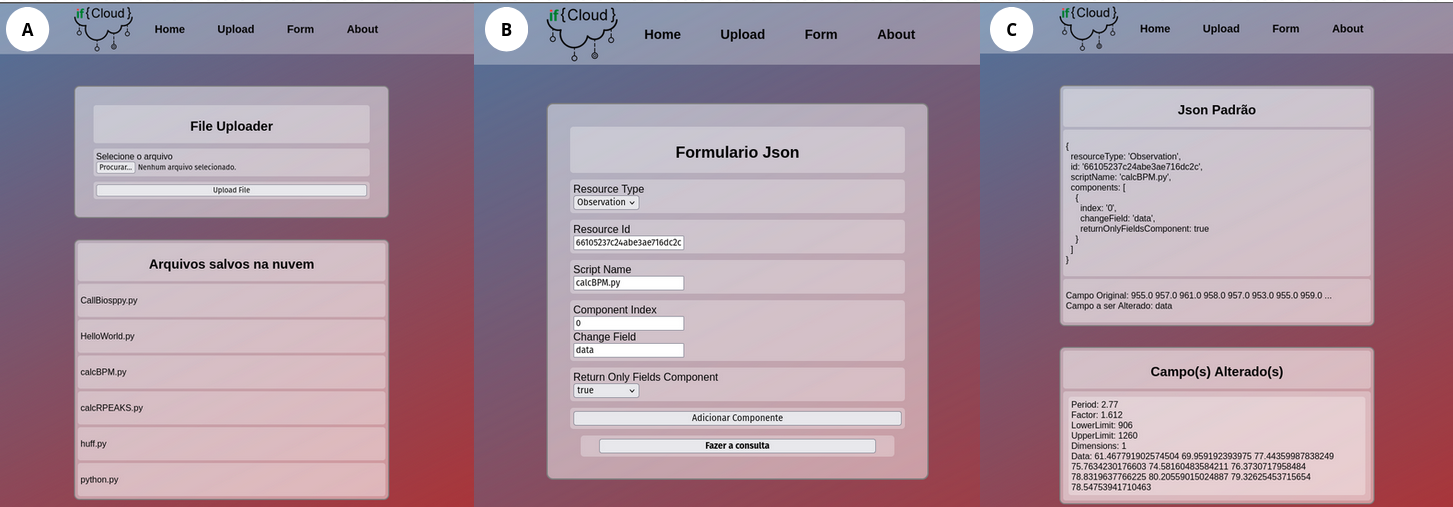 A
if{Cloud}
Home Upload Form About
File Uploader
Selecione o arquivo
Procurar... Nenhum arquivo selecionado.
Upload File
Arquivos salvos na nuvem
CallBiosppy.py
HelloWorld.py
calcBPM.py
calcRPEAKS.py
huff.py
python.py
B
if{Cloud}
Home Upload Form About
Formulario Json
Resource Type
Observation
Resource Id
66105237c24abe3ae716dc2c
Script Name
calcBPM.py
Component Index
0
Change Field
data
Return Only Fields Component
true
Adicionar Componente
Fazer a consulta
C
if{Cloud}
Home Upload Form About
Json Padrão
{
resourceType: 'Observation',
id: '66105237c24abe3ae716dc2c',
scriptName: 'calcBPM.py',
components: [
{
index: '0',
changeField: 'data',
returnOnlyFieldsComponent: true
}
]
}
Campo Original: 955.0 957.0 961.0 958.0 957.0 953.0 955.0 959.0 ...
Campo a ser Alterado: data
Campo(s) Alterado(s)
Period: 2.77
Factor: 1.612
LowerLimit: 906
UpperLimit: 1260
Dimensions: 1
Data: 61.467791902574504 69.959192393975 77.44359987838249
75.7634230176603 74.58160483584211 76.3730717958484
78.8319637766225 80.20559015024887 79.32625453715654
78.54753941710463